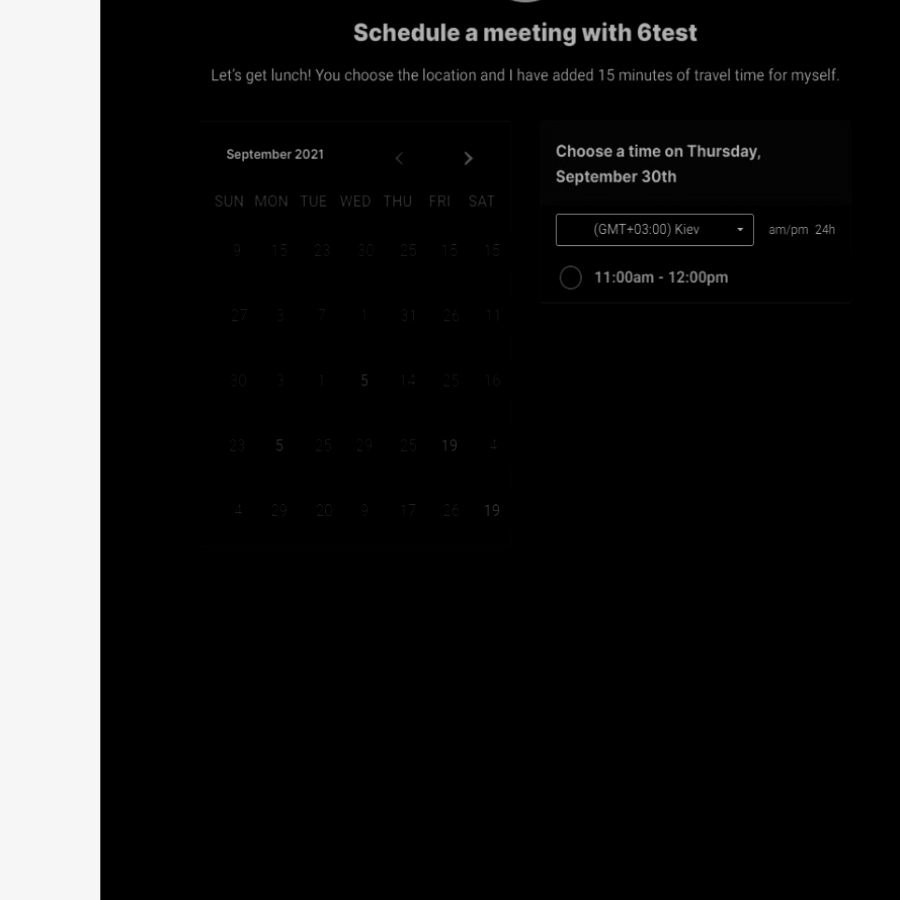 Schedule a meeting with 6test
Let's get lunch! You choose the location and I have added 15 minutes of travel time for myself.
September 2021
SUN MON TUE WED THU FRI SAT
9 15 23 30 25 15 15
27 3 7 1 31 26 11
30 3 1 5 14 25 16
23 5 25 29 25 19 4
4 29 20 9 17 26 19
Choose a time on Thursday,
September 30th
(GMT+03:00) Kiev
am/pm 24h
11:00am - 12:00pm